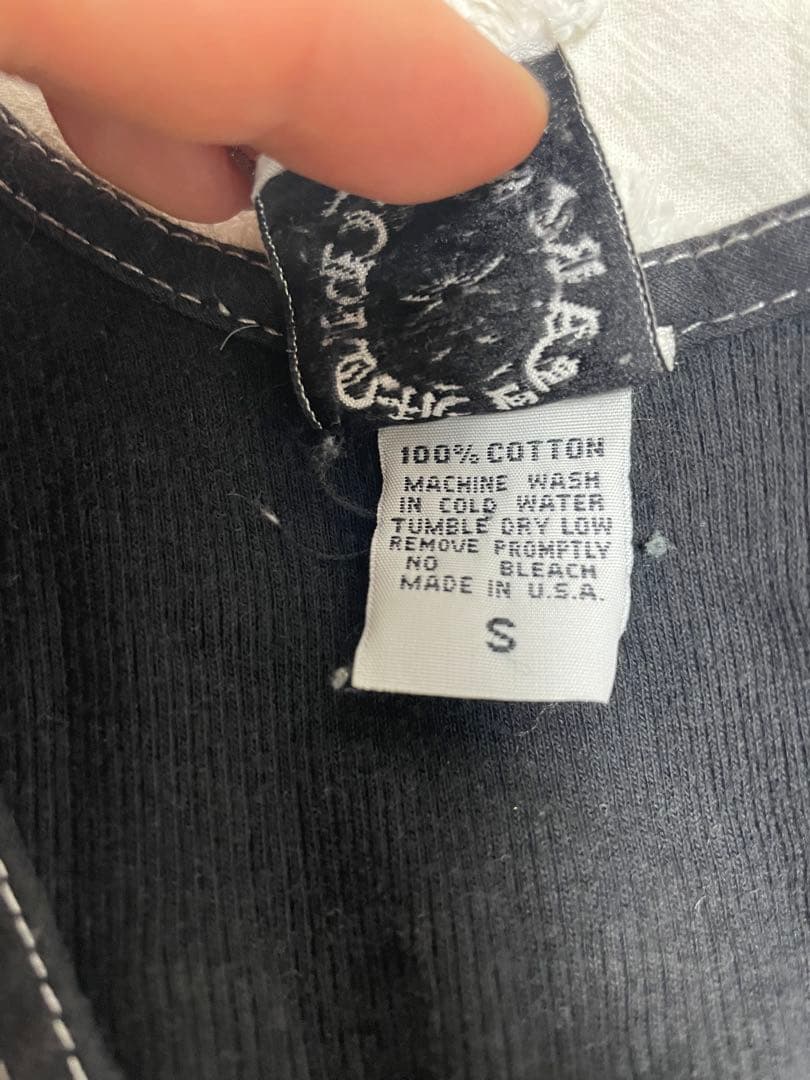 100% COTTON
MACHINE WASH
IN COLD WATER
TUMBLE DRY LOW
REMOVE PROMPTLY
NO BLEACH
MADE IN U.S.A.
S